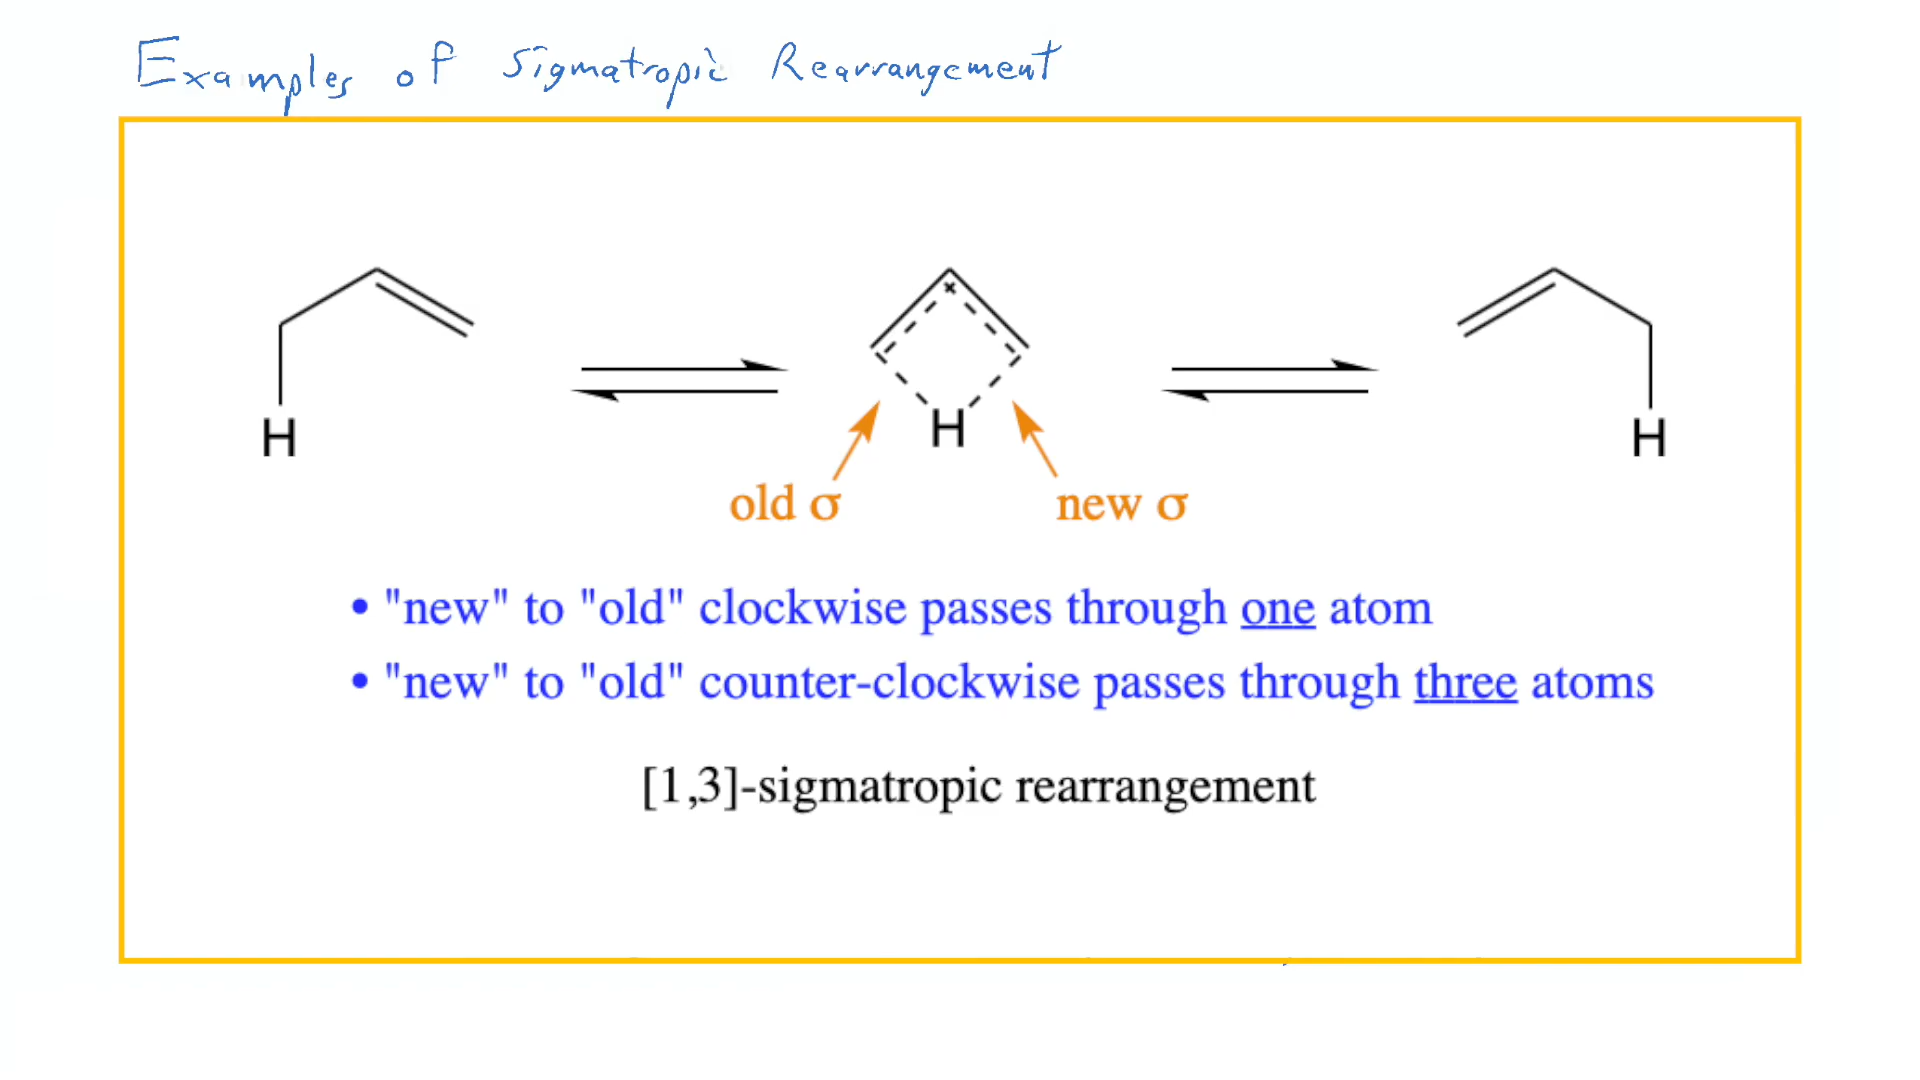 Examples of Sigmatropic Rearrangement
H
H
H
old σ
new σ
• "new" to "old" clockwise passes through one atom
• "new" to "old" counter-clockwise passes through three atoms
[1,3]-sigmatropic rearrangement